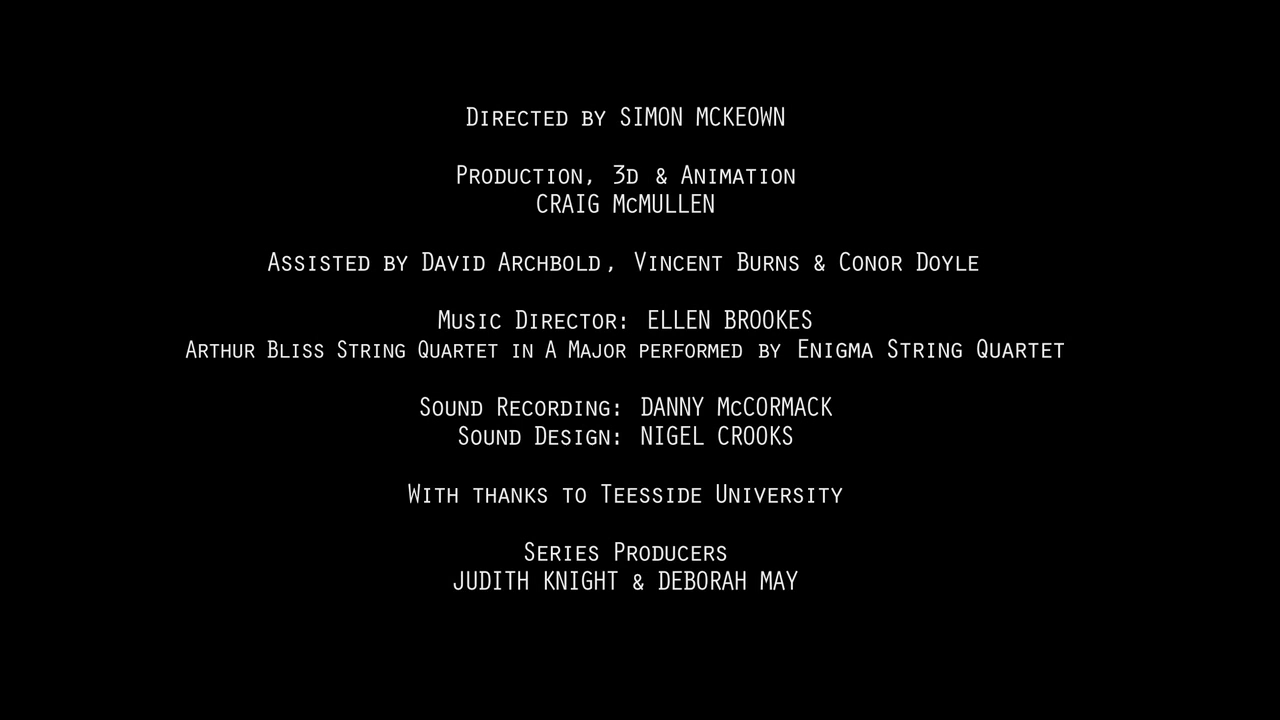 Directed by SIMON MCKEOWN
Production, 3D & Animation
CRAIG McMULLEN
Assisted by David Archbold, Vincent Burns & Conor Doyle
Music Director: ELLEN BROOKES
Arthur Bliss String Quartet in A Major performed by Enigma String Quartet
Sound Recording: DANNY McCORMACK
Sound Design: NIGEL CROOKS
With thanks to Teesside University
Series Producers
JUDITH KNIGHT & DEBORAH MAY